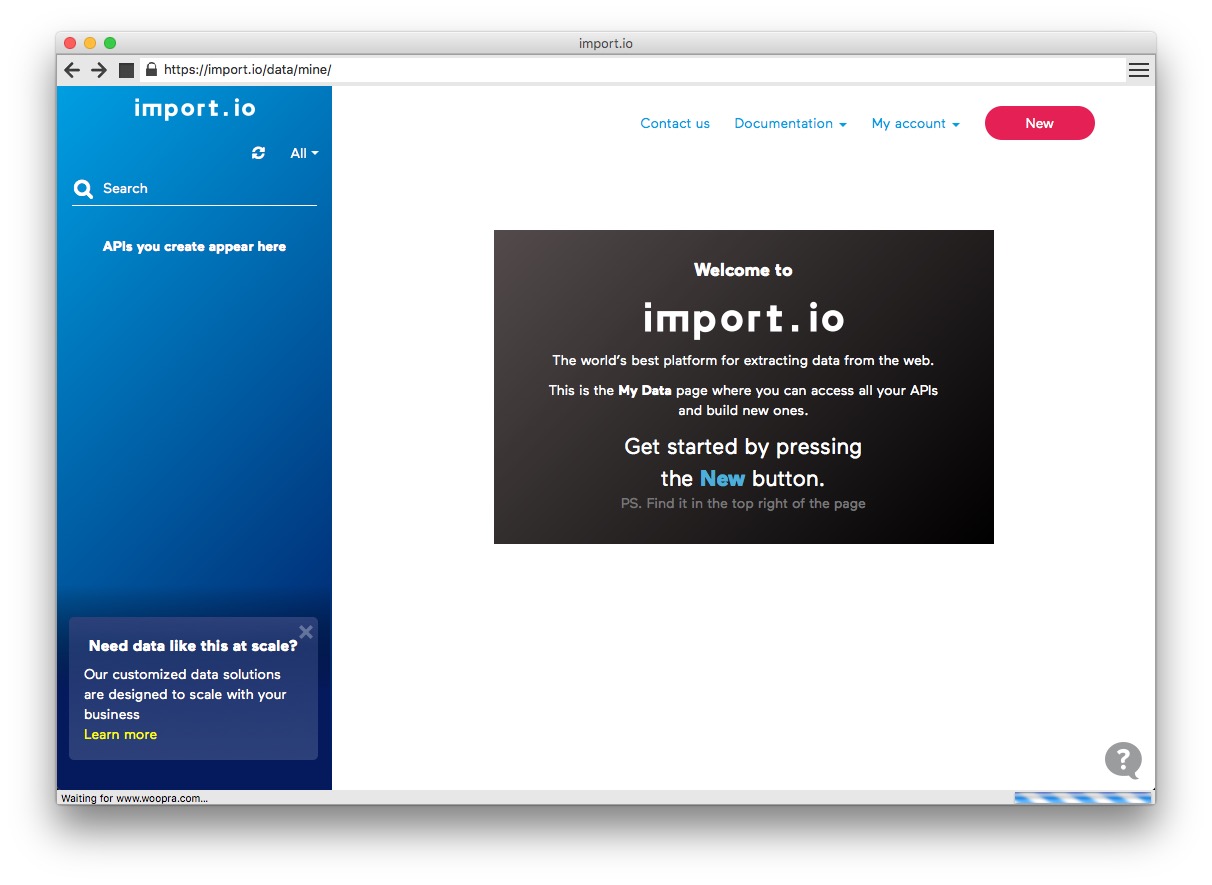 import.io
https://import.io/data/mine/
import.io
All
Search
APIs you create appear here
Need data like this at scale?
Our customized data solutions
are designed to scale with your
business
Learn more
Contact us
Documentation
My account
New
Welcome to
import.io
The world's best platform for extracting data from the web.
This is the My Data page where you can access all your APIs
and build new ones.
Get started by pressing
the New button.
PS. Find it in the top right of the page
?
Waiting for www.woopra.com...